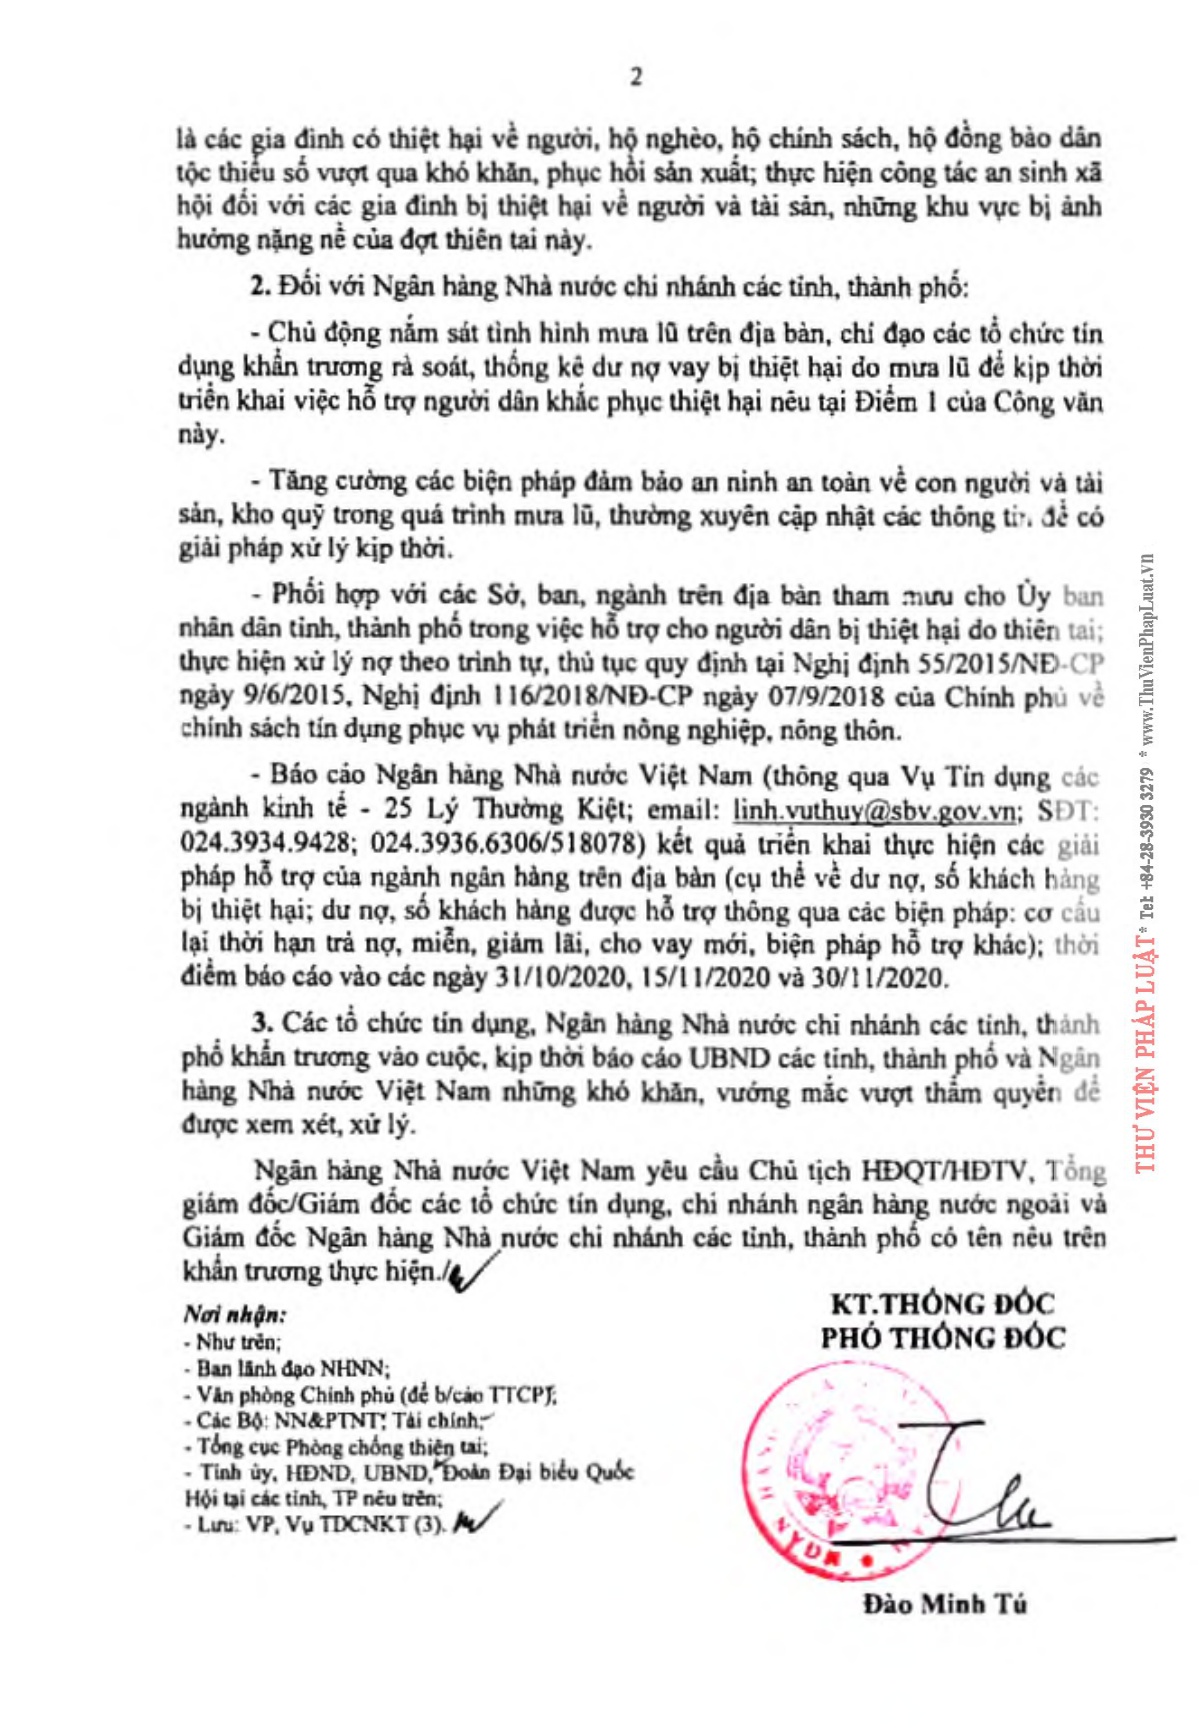 2
là các gia đình có thiệt hại về người, hộ nghèo, hộ chính sách, hộ đồng bào dân
tộc thiểu số vượt qua khó khăn, phục hồi sản xuất; thực hiện công tác an sinh xã
hội đối với các gia đình bị thiệt hại về người và tài sản, những khu vực bị ảnh
hưởng nặng nề của đợt thiên tai này.
2. Đối với Ngân hàng Nhà nước chi nhánh các tỉnh, thành phố:
- Chủ động nắm sát tình hình mưa lũ trên địa bàn, chỉ đạo các tổ chức tín
dụng khẩn trương rà soát, thống kê dư nợ vay bị thiệt hại do mưa lũ để kịp thời
triển khai việc hỗ trợ người dân khắc phục thiệt hại nêu tại Điểm 1 của Công văn
này.
- Tăng cường các biện pháp đảm bảo an ninh an toàn về con người và tài
sản, kho quỹ trong quá trình mưa lũ, thường xuyên cập nhật các thông tin để có
giải pháp xử lý kịp thời.
- Phối hợp với các Sở, ban, ngành trên địa bàn tham mưu cho Ủy ban
nhân dân tỉnh, thành phố trong việc hỗ trợ cho người dân bị thiệt hại do thiên tai;
thực hiện xử lý nợ theo trình tự, thủ tục quy định tại Nghị định 55/2015/NĐ-CP
ngày 9/6/2015, Nghị định 116/2018/NĐ-CP ngày 07/9/2018 của Chính phủ về
chính sách tín dụng phục vụ phát triển nông nghiệp, nông thôn.
- Báo cáo Ngân hàng Nhà nước Việt Nam (thông qua Vụ Tín dụng các
ngành kinh tế - 25 Lý Thường Kiệt; email: linh.vuthuy@sbv.gov.vn; SĐT:
024.3934.9428; 024.3936.6306/518078) kết quả triển khai thực hiện các giải
pháp hỗ trợ của ngành ngân hàng trên địa bàn (cụ thể về dư nợ, số khách hàng
bị thiệt hại; dư nợ, số khách hàng được hỗ trợ thông qua các biện pháp: cơ cấu
lại thời hạn trả nợ, miễn, giảm lãi, cho vay mới, biện pháp hỗ trợ khác); thời
điểm báo cáo vào các ngày 31/10/2020, 15/11/2020 và 30/11/2020.
3. Các tổ chức tín dụng, Ngân hàng Nhà nước chi nhánh các tỉnh, thành
phố khẩn trương vào cuộc, kịp thời báo cáo UBND các tỉnh, thành phố và Ngân
hàng Nhà nước Việt Nam những khó khăn, vướng mắc vượt thẩm quyền để
được xem xét, xử lý.
Ngân hàng Nhà nước Việt Nam yêu cầu Chủ tịch HĐQT/HĐTV, Tổng
giám đốc/Giám đốc các tổ chức tín dụng, chi nhánh ngân hàng nước ngoài và
Giám đốc Ngân hàng Nhà nước chi nhánh các tỉnh, thành phố có tên nêu trên
khẩn trương thực hiện./.
Nơi nhận:
- Như trên;
- Ban lãnh đạo NHNN;
- Văn phòng Chính phủ (để b/cáo TTCP);
- Các Bộ: NN&PTNT; Tài chính;
- Tổng cục Phòng chống thiên tai;
- Tỉnh ủy, HĐND, UBND, Đoàn Đại biểu Quốc
Hội tại các tỉnh, TP nêu trên;
- Lưu: VP, Vụ TDCNKT (3).
KT.THỐNG ĐỐC
PHÓ THỐNG ĐỐC
Đào Minh Tú
THƯ VIỆN PHÁP LUẬT * Tel: +84-28-3930 3279 * www.ThuVienPhapLuat.vn